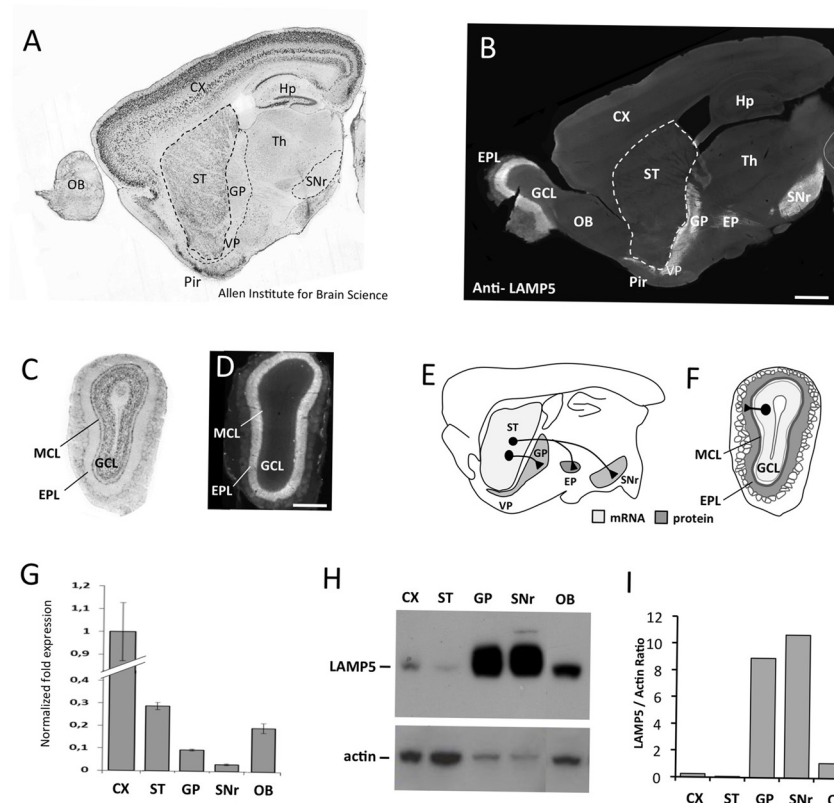 A
CX
Hp
Th
ST
GP
SNr
OB
VP
Pir
Allen Institute for Brain Science
B
CX
Hp
EPL
ST
Th
GCL
SNr
OB
GP
EP
Pir
VP
Anti- LAMP5
C
MCL
GCL
EPL
D
MCL
GCL
EPL
E
ST
GP
VP
EP
SNr
mRNA
protein
F
MCL
GCL
EPL
G
Normalized fold expression
1,2
1,1
1
0,9
0,4
0,3
0,2
0,1
0
CX ST GP SNr OB
H
CX ST GP SNr OB
LAMP5
actin
I
LAMP5 / Actin Ratio
12
10
8
6
4
2
0
CX ST GP SNr